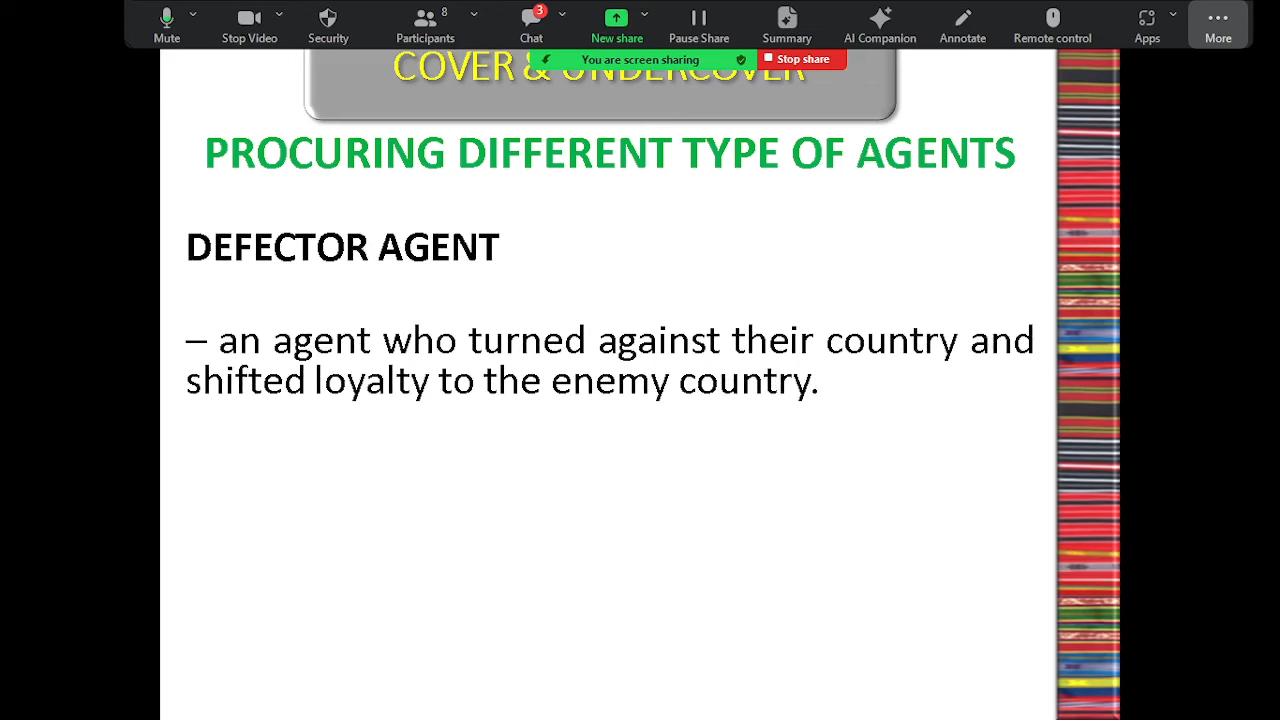 Mute
Stop Video
Security
8
Participants
3
Chat
New share
Pause Share
Summary
AI Companion
Annotate
Remote control
Apps
More
You are screen sharing
Stop share
COVER & UNDERCOVER
PROCURING DIFFERENT TYPE OF AGENTS
DEFECTOR AGENT
– an agent who turned against their country and
shifted loyalty to the enemy country.